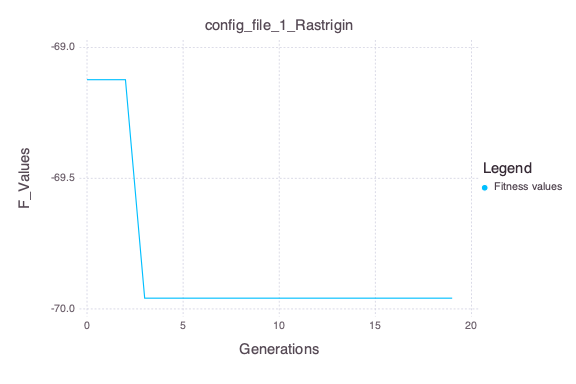 config_file_1_Rastrigin
-69.0
-69.5
-70.0
F_Values
0
5
10
15
20
Generations
Legend
Fitness values